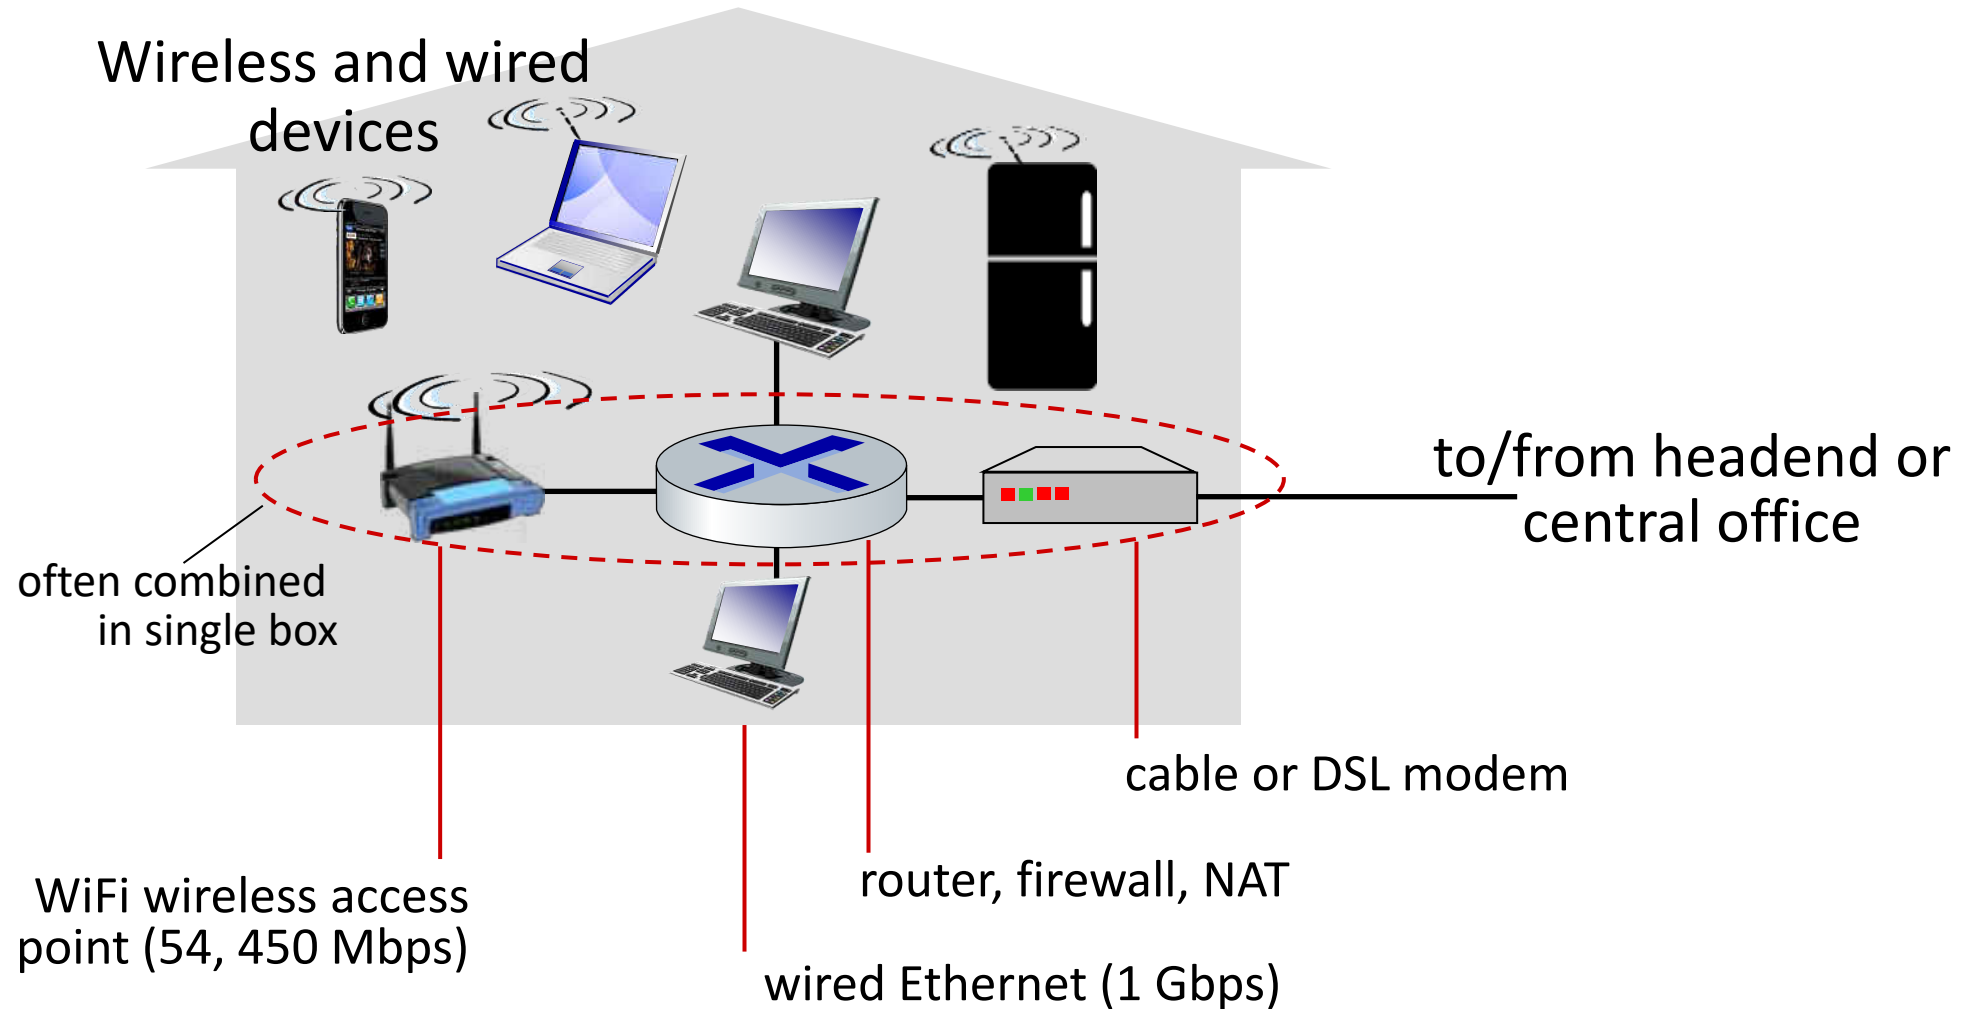 Wireless and wired
devices
to/from headend or
central office
often combined
in single box
cable or DSL modem
router, firewall, NAT
WiFi wireless access
point (54, 450 Mbps)
wired Ethernet (1 Gbps)